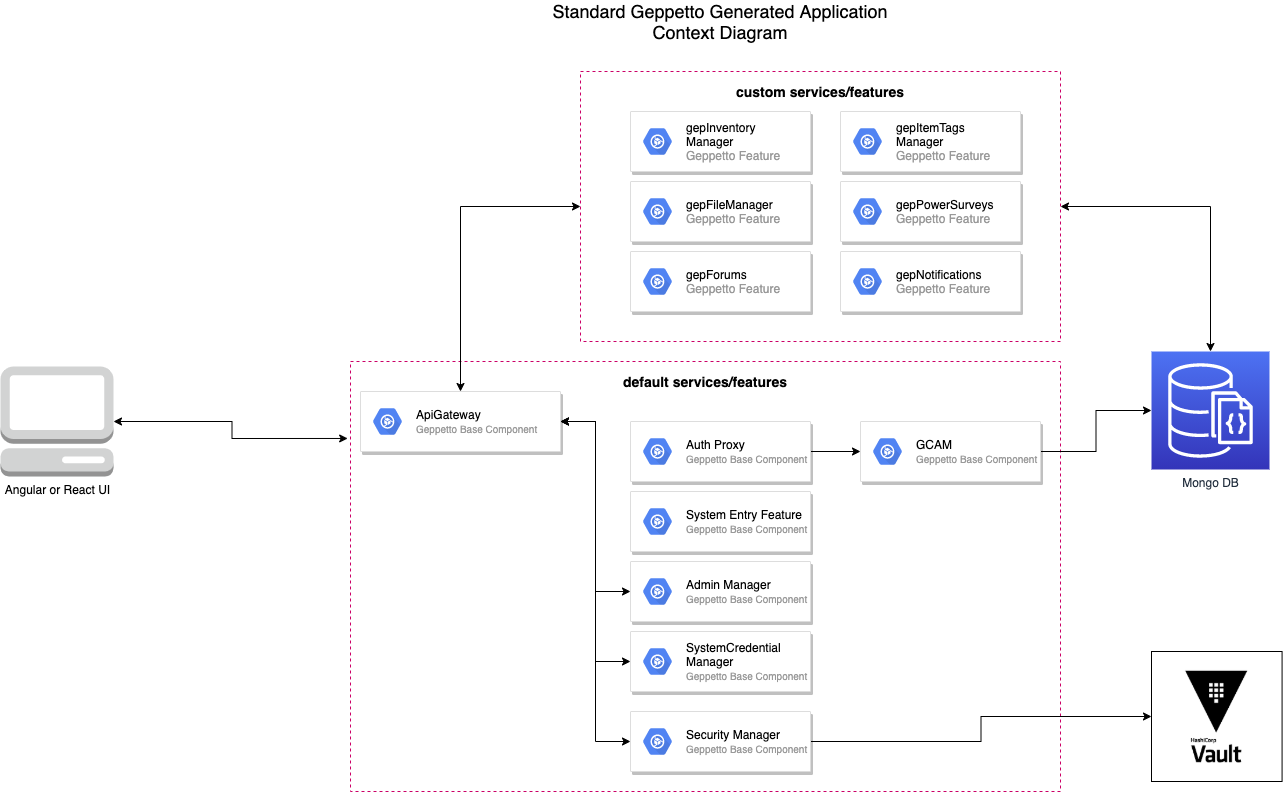 Standard Geppetto Generated Application
Context Diagram
custom services/features
gepInventory
Manager
Geppetto Feature
gepItemTags
Manager
Geppetto Feature
gepFileManager
Geppetto Feature
gepPowerSurveys
Geppetto Feature
gepForums
Geppetto Feature
gepNotifications
Geppetto Feature
default services/features
ApiGateway
Geppetto Base Component
Auth Proxy
Geppetto Base Component
GCAM
Geppetto Base Component
System Entry Feature
Geppetto Base Component
Admin Manager
Geppetto Base Component
SystemCredential
Manager
Geppetto Base Component
Security Manager
Geppetto Base Component
Angular or React UI
{ }
Mongo DB
HashiCorp
Vault